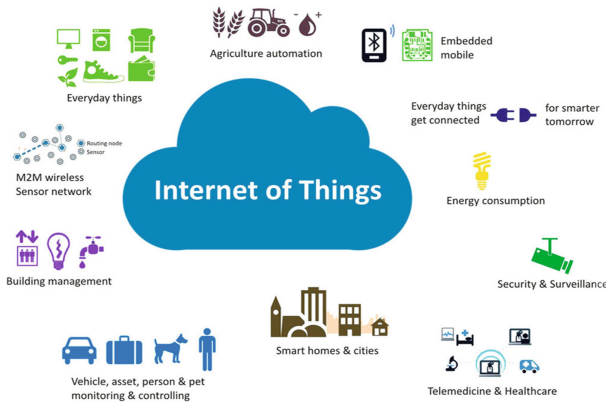 Agriculture automation
Embedded
mobile
Everyday things
Everyday things
get connected
for smarter
tomorrow
Routing node
Sensor
M2M wireless
Sensor network
Internet of Things
Energy consumption
Building management
Security & Surveillance
Smart homes & cities
Vehicle, asset, person & pet
monitoring & controlling
Telemedicine & Healthcare